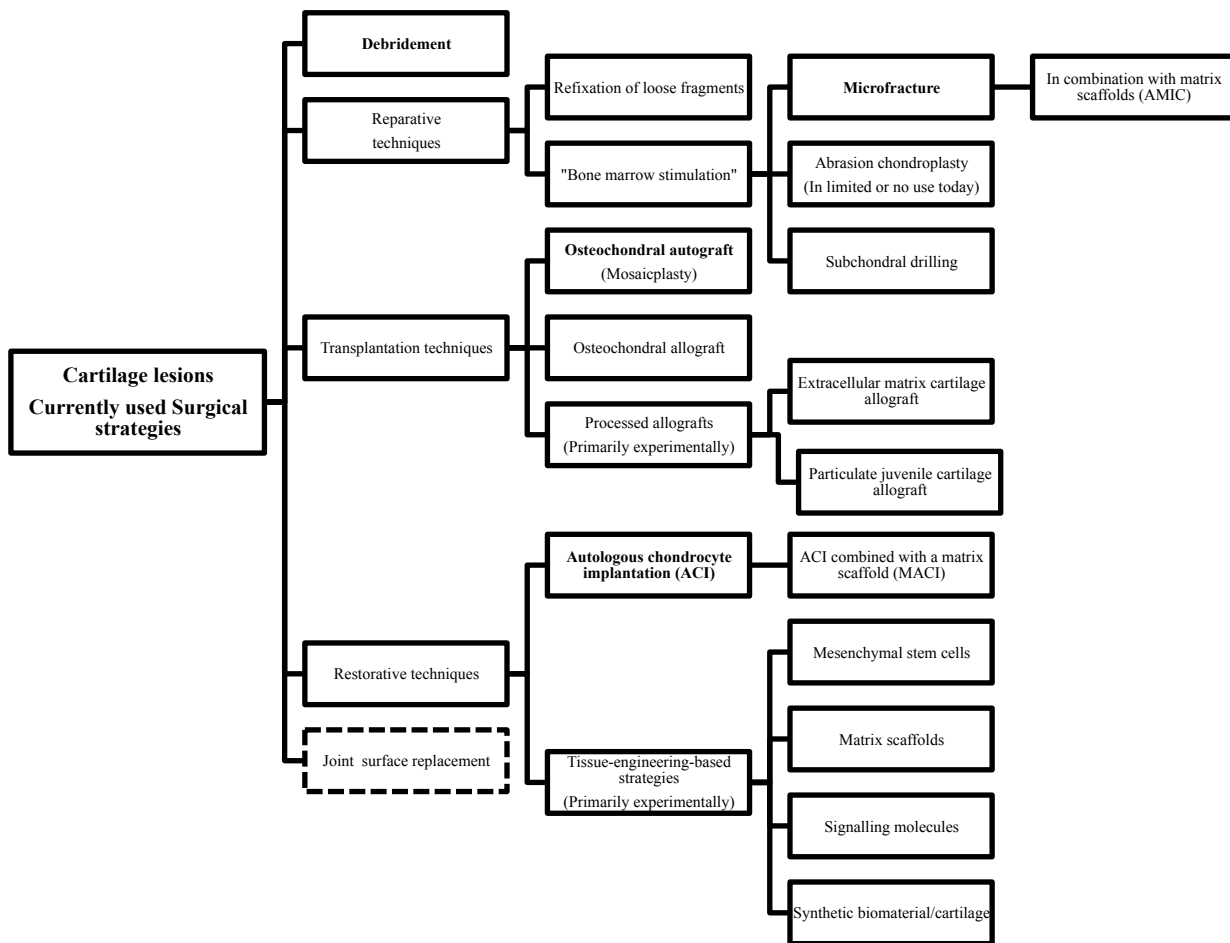 Cartilage lesions
Currently used Surgical
strategies
Debridement
Reparative
techniques
Refixation of loose fragments
"Bone marrow stimulation"
Microfracture
In combination with matrix
scaffolds (AMIC)
Abrasion chondroplasty
(In limited or no use today)
Subchondral drilling
Transplantation techniques
Osteochondral autograft
(Mosaicplasty)
Osteochondral allograft
Processed allografts
(Primarily experimentally)
Extracellular matrix cartilage
allograft
Particulate juvenile cartilage
allograft
Restorative techniques
Autologous chondrocyte
implantation (ACI)
ACI combined with a matrix
scaffold (MACI)
Tissue-engineering-based
strategies
(Primarily experimentally)
Mesenchymal stem cells
Matrix scaffolds
Signalling molecules
Synthetic biomaterial/cartilage
Joint surface replacement